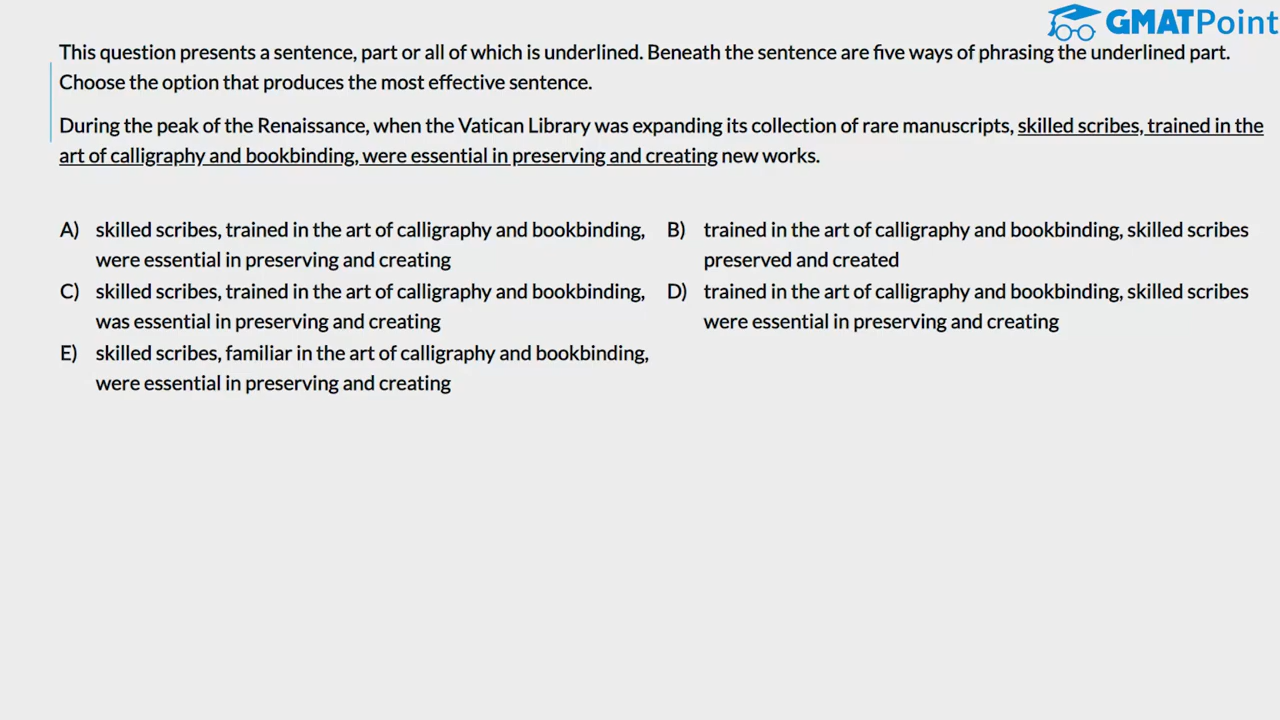 GMATPoint
This question presents a sentence, part or all of which is underlined. Beneath the sentence are five ways of phrasing the underlined part.
Choose the option that produces the most effective sentence.
During the peak of the Renaissance, when the Vatican Library was expanding its collection of rare manuscripts, skilled scribes, trained in the
art of calligraphy and bookbinding, were essential in preserving and creating new works.
A) skilled scribes, trained in the art of calligraphy and bookbinding,
were essential in preserving and creating
B) trained in the art of calligraphy and bookbinding, skilled scribes
preserved and created
C) skilled scribes, trained in the art of calligraphy and bookbinding,
was essential in preserving and creating
D) trained in the art of calligraphy and bookbinding, skilled scribes
were essential in preserving and creating
E) skilled scribes, familiar in the art of calligraphy and bookbinding,
were essential in preserving and creating